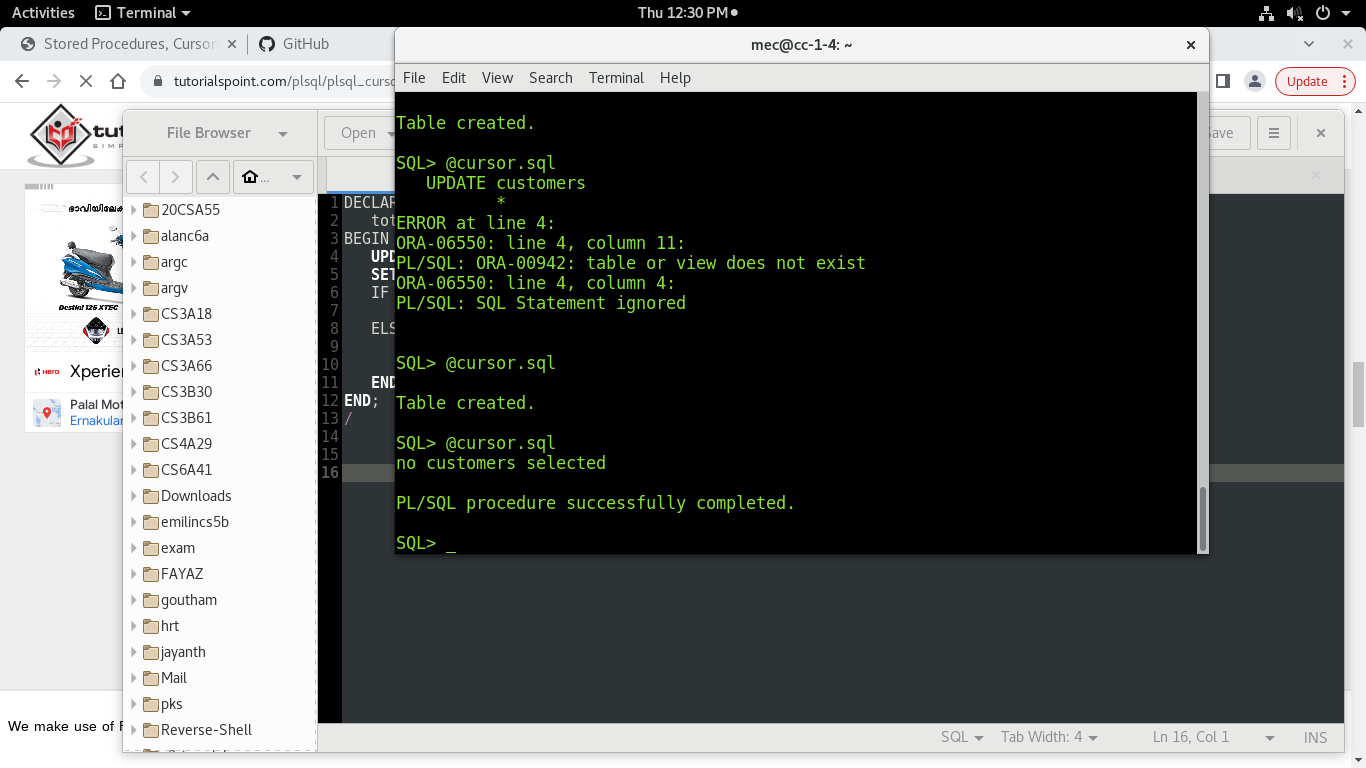 Activities
Terminal
Thu 12:30 PM
Stored Procedures, Cursor
GitHub
tutorialspoint.com/plsql/plsql_curso
Update
mec@cc-1-4: ~
File Edit View Search Terminal Help
Table created.
SQL> @cursor.sql
UPDATE customers
*
ERROR at line 4:
ORA-06550: line 4, column 11:
PL/SQL: ORA-00942: table or view does not exist
ORA-06550: line 4, column 4:
PL/SQL: SQL Statement ignored
SQL> @cursor.sql
Table created.
SQL> @cursor.sql
no customers selected
PL/SQL procedure successfully completed.
SQL> _
File Browser
Open
20CSA55
alanc6a
argc
argv
CS3A18
CS3A53
CS3A66
CS3B30
CS3B61
CS4A29
CS6A41
Downloads
emilincs5b
exam
FAYAZ
goutham
hrt
jayanth
Mail
pks
Reverse-Shell
1 DECLAR
2 tot
3 BEGIN
4 UPD
5 SET
6 IF
7
8 ELS
9
10
11 END
12 END;
13 /
14
15
16
SQL
Tab Width: 4
Ln 16, Col 1
INS
tut
SIMP
Destini 125 XTEC
Hero
Xperien
Palal Mot
Ernakular
We make use of